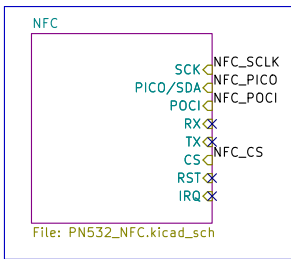 NFC
SCK NFC_SCLK
PICO/SDA NFC_PICO
POCI NFC_POCI
RX
TX
CS NFC_CS
RST
IRQ
File: PN532_NFC.kicad_sch